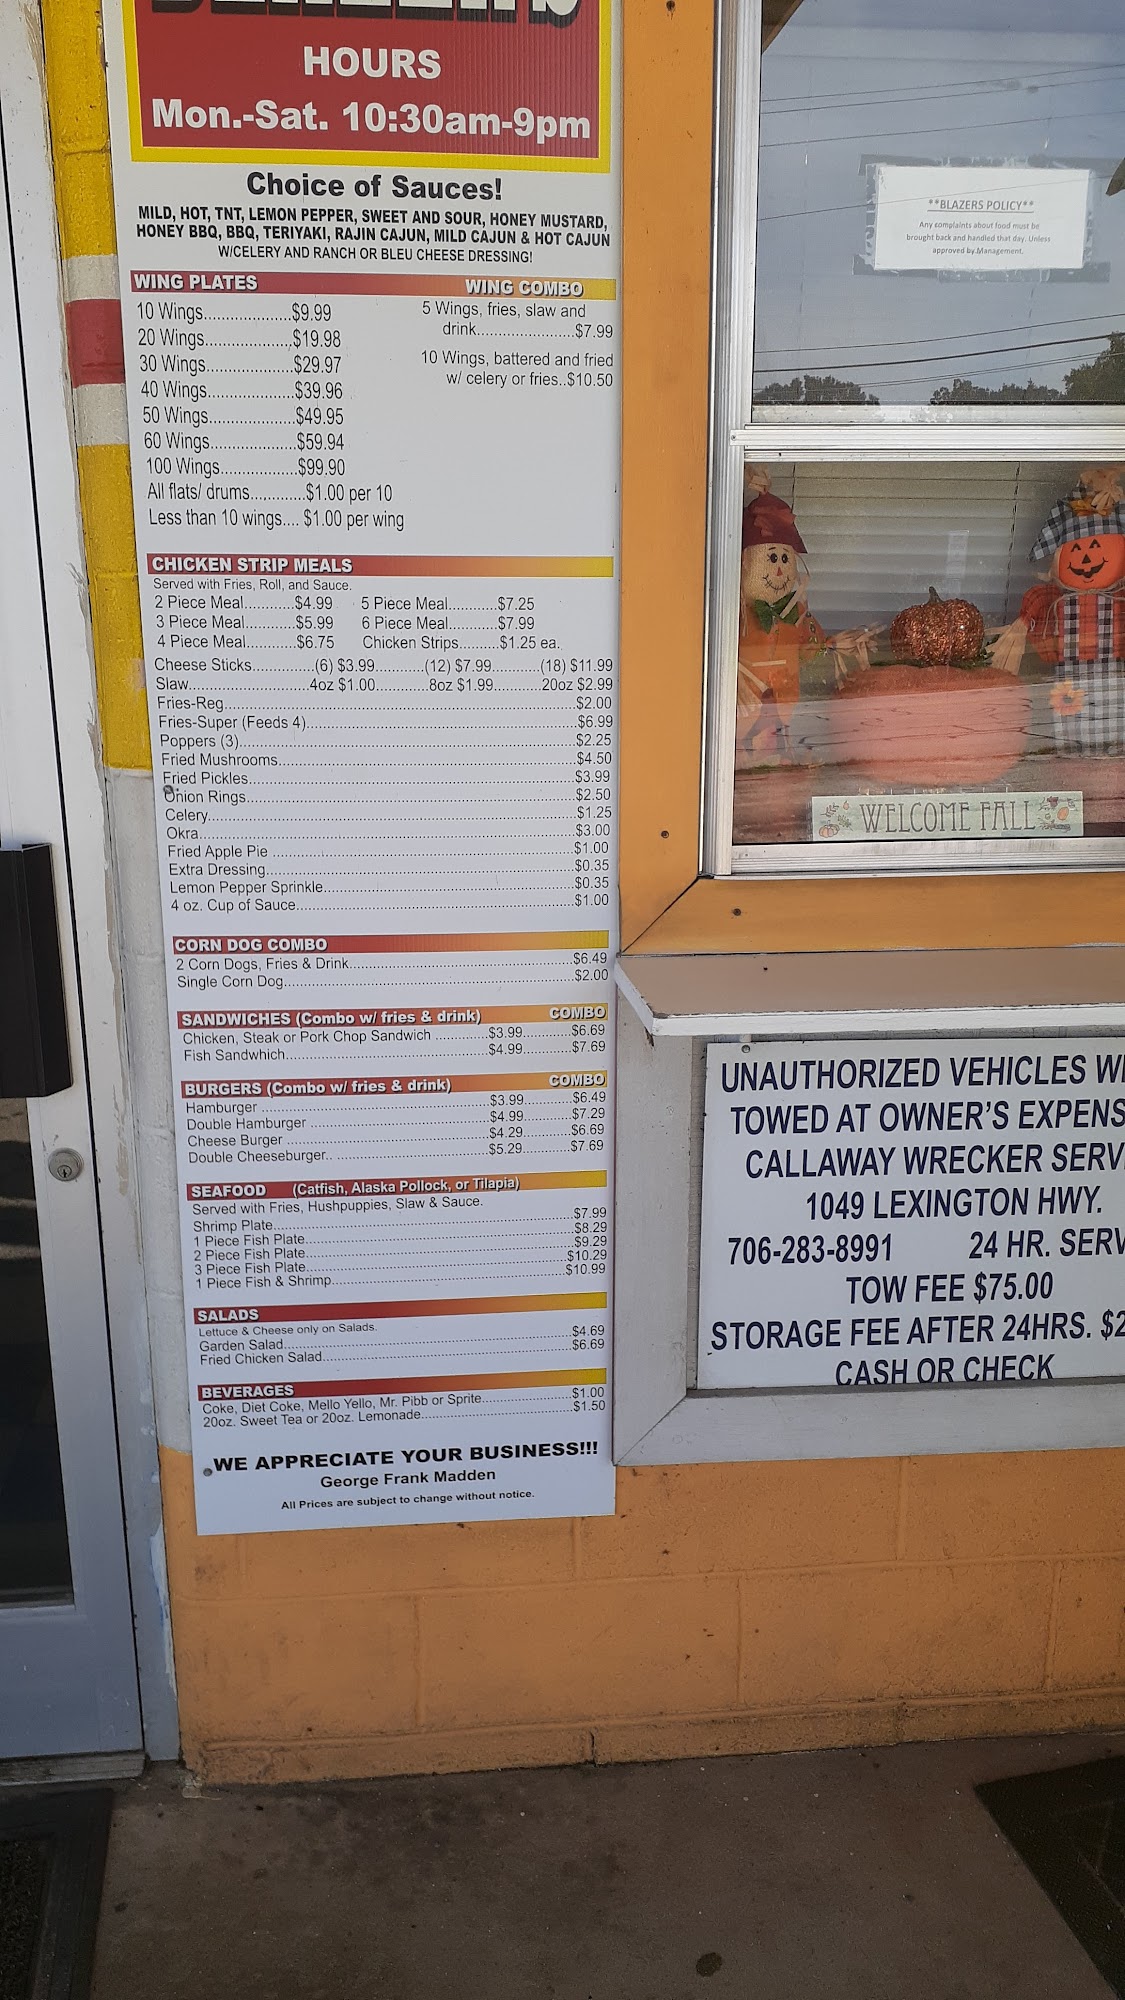 HOURS
Mon.-Sat. 10:30am-9pm
Choice of Sauces!
MILD, HOT, TNT, LEMON PEPPER, SWEET AND SOUR, HONEY MUSTARD,
HONEY BBQ, BBQ, TERIYAKI, RAJIN CAJUN, MILD CAJUN & HOT CAJUN
W/CELERY AND RANCH OR BLEU CHEESE DRESSING!
WING PLATES
10 Wings....................$9.99
20 Wings....................$19.98
30 Wings....................$29.97
40 Wings....................$39.96
50 Wings....................$49.95
60 Wings....................$59.94
100 Wings..................$99.90
All flats/ drums.............$1.00 per 10
Less than 10 wings.... $1.00 per wing
WING COMBO
5 Wings, fries, slaw and
drink....................$7.99
10 Wings, battered and fried
w/ celery or fries..$10.50
CHICKEN STRIP MEALS
Served with Fries, Roll, and Sauce.
2 Piece Meal............$4.99 5 Piece Meal...........$7.25
3 Piece Meal............$5.99 6 Piece Meal...........$7.99
4 Piece Meal............$6.75 Chicken Strips.........$1.25 ea.
Cheese Sticks..............(6) $3.99...........(12) $7.99...........(18) $11.99
Slaw...........................4oz $1.00............8oz $1.99...........20oz $2.99
Fries-Reg....................$2.00
Fries-Super (Feeds 4)....................$6.99
Poppers (3)....................$2.25
Fried Mushrooms....................$4.50
Fried Pickles....................$3.99
Onion Rings....................$2.50
Celery....................$1.25
Okra....................$3.00
Fried Apple Pie ....................$1.00
Extra Dressing....................$0.35
Lemon Pepper Sprinkle....................$0.35
4 oz. Cup of Sauce....................$1.00
CORN DOG COMBO
2 Corn Dogs, Fries & Drink....................$6.49
Single Corn Dog....................$2.00
SANDWICHES (Combo w/ fries & drink) COMBO
Chicken, Steak or Pork Chop Sandwich .............$3.99............$6.69
Fish Sandwhich....................$4.99............$7.69
BURGERS (Combo w/ fries & drink) COMBO
Hamburger ....................$3.99............$6.49
Double Hamburger ....................$4.99............$7.29
Cheese Burger ....................$4.29............$6.69
Double Cheeseburger.. ....................$5.29............$7.69
SEAFOOD (Catfish, Alaska Pollock, or Tilapia)
Served with Fries, Hushpuppies, Slaw & Sauce.
Shrimp Plate....................$7.99
1 Piece Fish Plate....................$8.29
2 Piece Fish Plate....................$9.29
3 Piece Fish Plate....................$10.29
1 Piece Fish & Shrimp....................$10.99
SALADS
Lettuce & Cheese only on Salads.
Garden Salad....................$4.69
Fried Chicken Salad....................$6.69
BEVERAGES
Coke, Diet Coke, Mello Yello, Mr. Pibb or Sprite....................$1.00
20oz. Sweet Tea or 20oz. Lemonade....................$1.50
WE APPRECIATE YOUR BUSINESS!!!
George Frank Madden
All Prices are subject to change without notice.
**BLAZERS POLICY**
Any complaints about food must be
brought back and handled that day. Unless
approved by Management.
WELCOME FALL
UNAUTHORIZED VEHICLES
TOWED AT OWNER'S EXPENS
CALLAWAY WRECKER SERV
1049 LEXINGTON HWY.
706-283-8991 24 HR. SERV
TOW FEE $75.00
STORAGE FEE AFTER 24HRS. $2
CASH OR CHECK